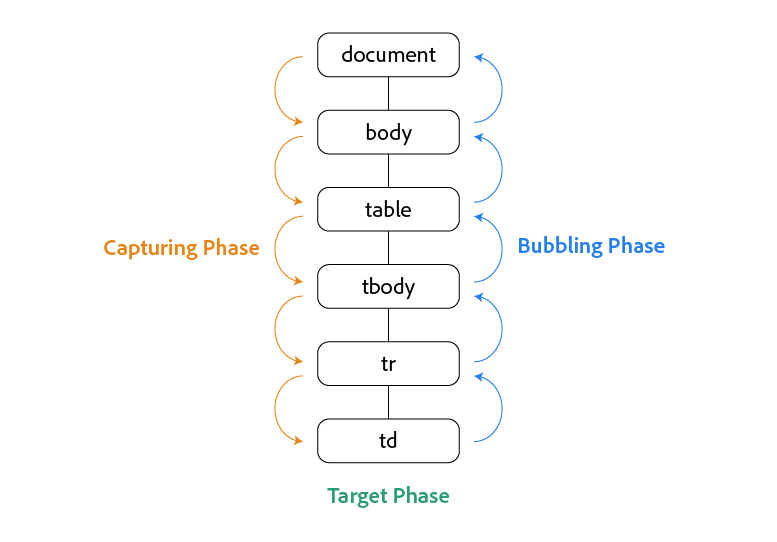 document
body
table
Capturing Phase
Bubbling Phase
tbody
tr
td
Target Phase